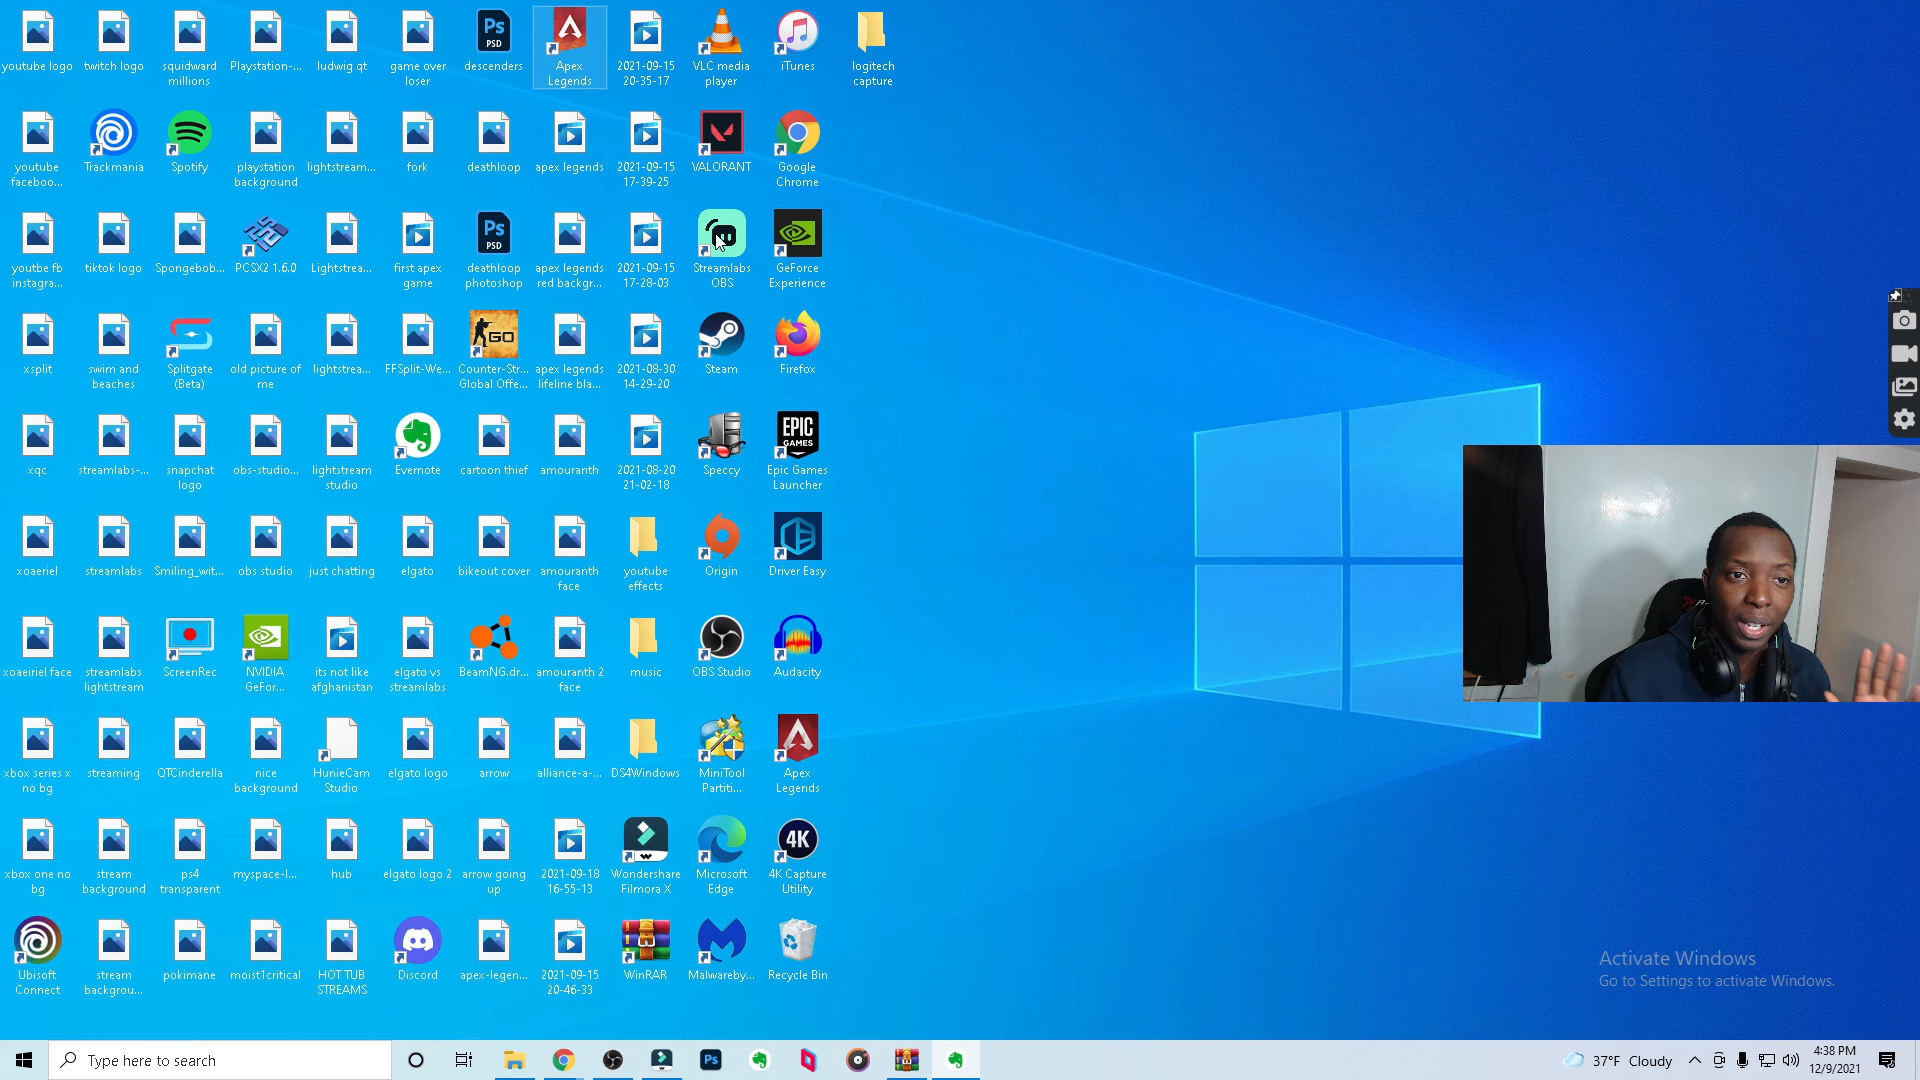 youtube logo
twitch logo
squidward
millions
Playstation-...
ludwig qt
game over
loser
Ps
PSD
descenders
Apex
Legends
2021-09-15
20-35-17
VLC media
player
iTunes
logitech
capture
youtube
faceboo...
Trackmania
Spotify
playstation
background
lightstream...
fork
deathloop
apex legends
2021-09-15
17-39-25
VALORANT
Google
Chrome
youtbe fb
instagra...
tiktok logo
Spongebob...
PCSX2 1.6.0
Lightstrea...
first apex
game
Ps
PSD
deathloop
photoshop
apex legends
red backgr...
2021-09-15
17-28-03
Streamlabs
OBS
GeForce
Experience
xsplit
swim and
beaches
Splitgate
(Beta)
old picture of
me
lightstrea...
FFSplit-We...
GO
Counter-Str...
Global Offe...
apex legends
lifeline bla...
2021-08-30
14-29-20
Steam
Firefox
xqc
streamlabs-...
snapchat
logo
obs-studio...
lightstream
studio
Evernote
cartoon thief
amouranth
2021-08-20
21-02-18
Speccy
EPIC
GAMES
Epic Games
Launcher
xoaeriel
streamlabs
Smiling_wit...
obs studio
just chatting
elgato
bikeout cover
amouranth
face
youtube
effects
Origin
Driver Easy
xoaeiriel face
streamlabs
lightstream
ScreenRec
NVIDIA
GeFor...
its not like
afghanistan
elgato vs
streamlabs
BeamNG.dr...
amouranth 2
face
music
OBS Studio
Audacity
xbox series x
no bg
streaming
QTCinderella
nice
background
HunieCam
Studio
elgato logo
arrow
alliance-a-...
DS4Windows
MiniTool
Partiti...
Apex
Legends
xbox one no
bg
stream
background
ps4
transparent
myspace-l...
hub
elgato logo 2
arrow going
up
2021-09-18
16-55-13
Wondershare
Filmora X
Microsoft
Edge
4K
4K Capture
Utility
Ubisoft
Connect
stream
backgrou...
pokimane
moist1critical
HOT TUB
STREAMS
Discord
apex-legen...
2021-09-15
20-46-33
WinRAR
Malwareby...
Recycle Bin
Activate Windows
Go to Settings to activate Windows.
Type here to search
Ps
37°F Cloudy
4:38 PM
12/9/2021